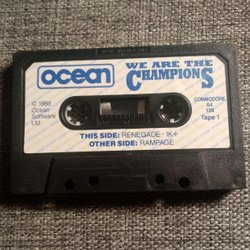 ocean
WE ARE THE
CHAMPIONS
© 1988
Ocean
Software
Ltd
COMMODORE
64
128
Tape 1
THIS SIDE: RENEGADE · IK+
OTHER SIDE: RAMPAGE